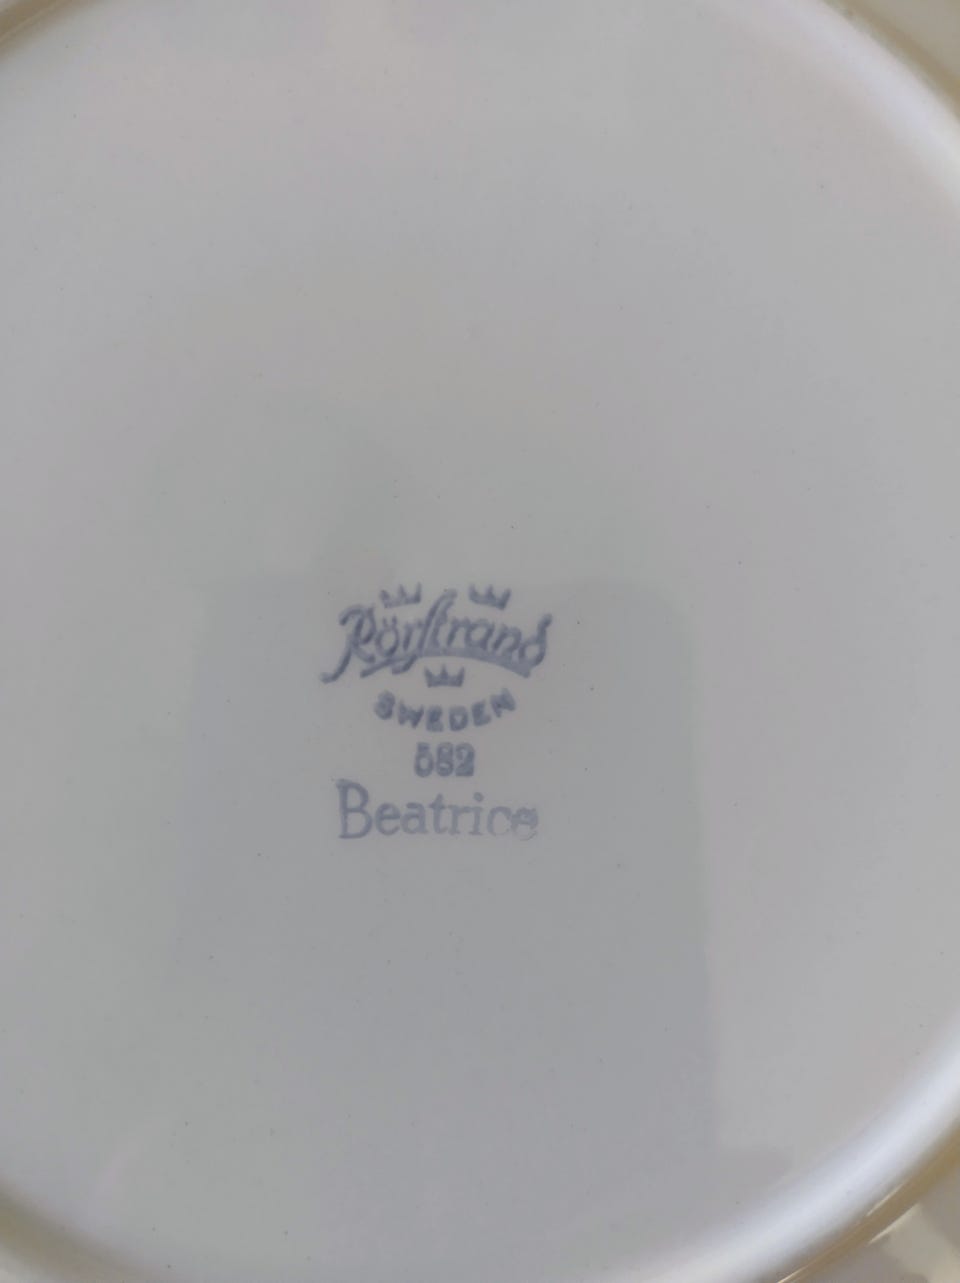 Rörstrand
SWEDEN
582
Beatrice